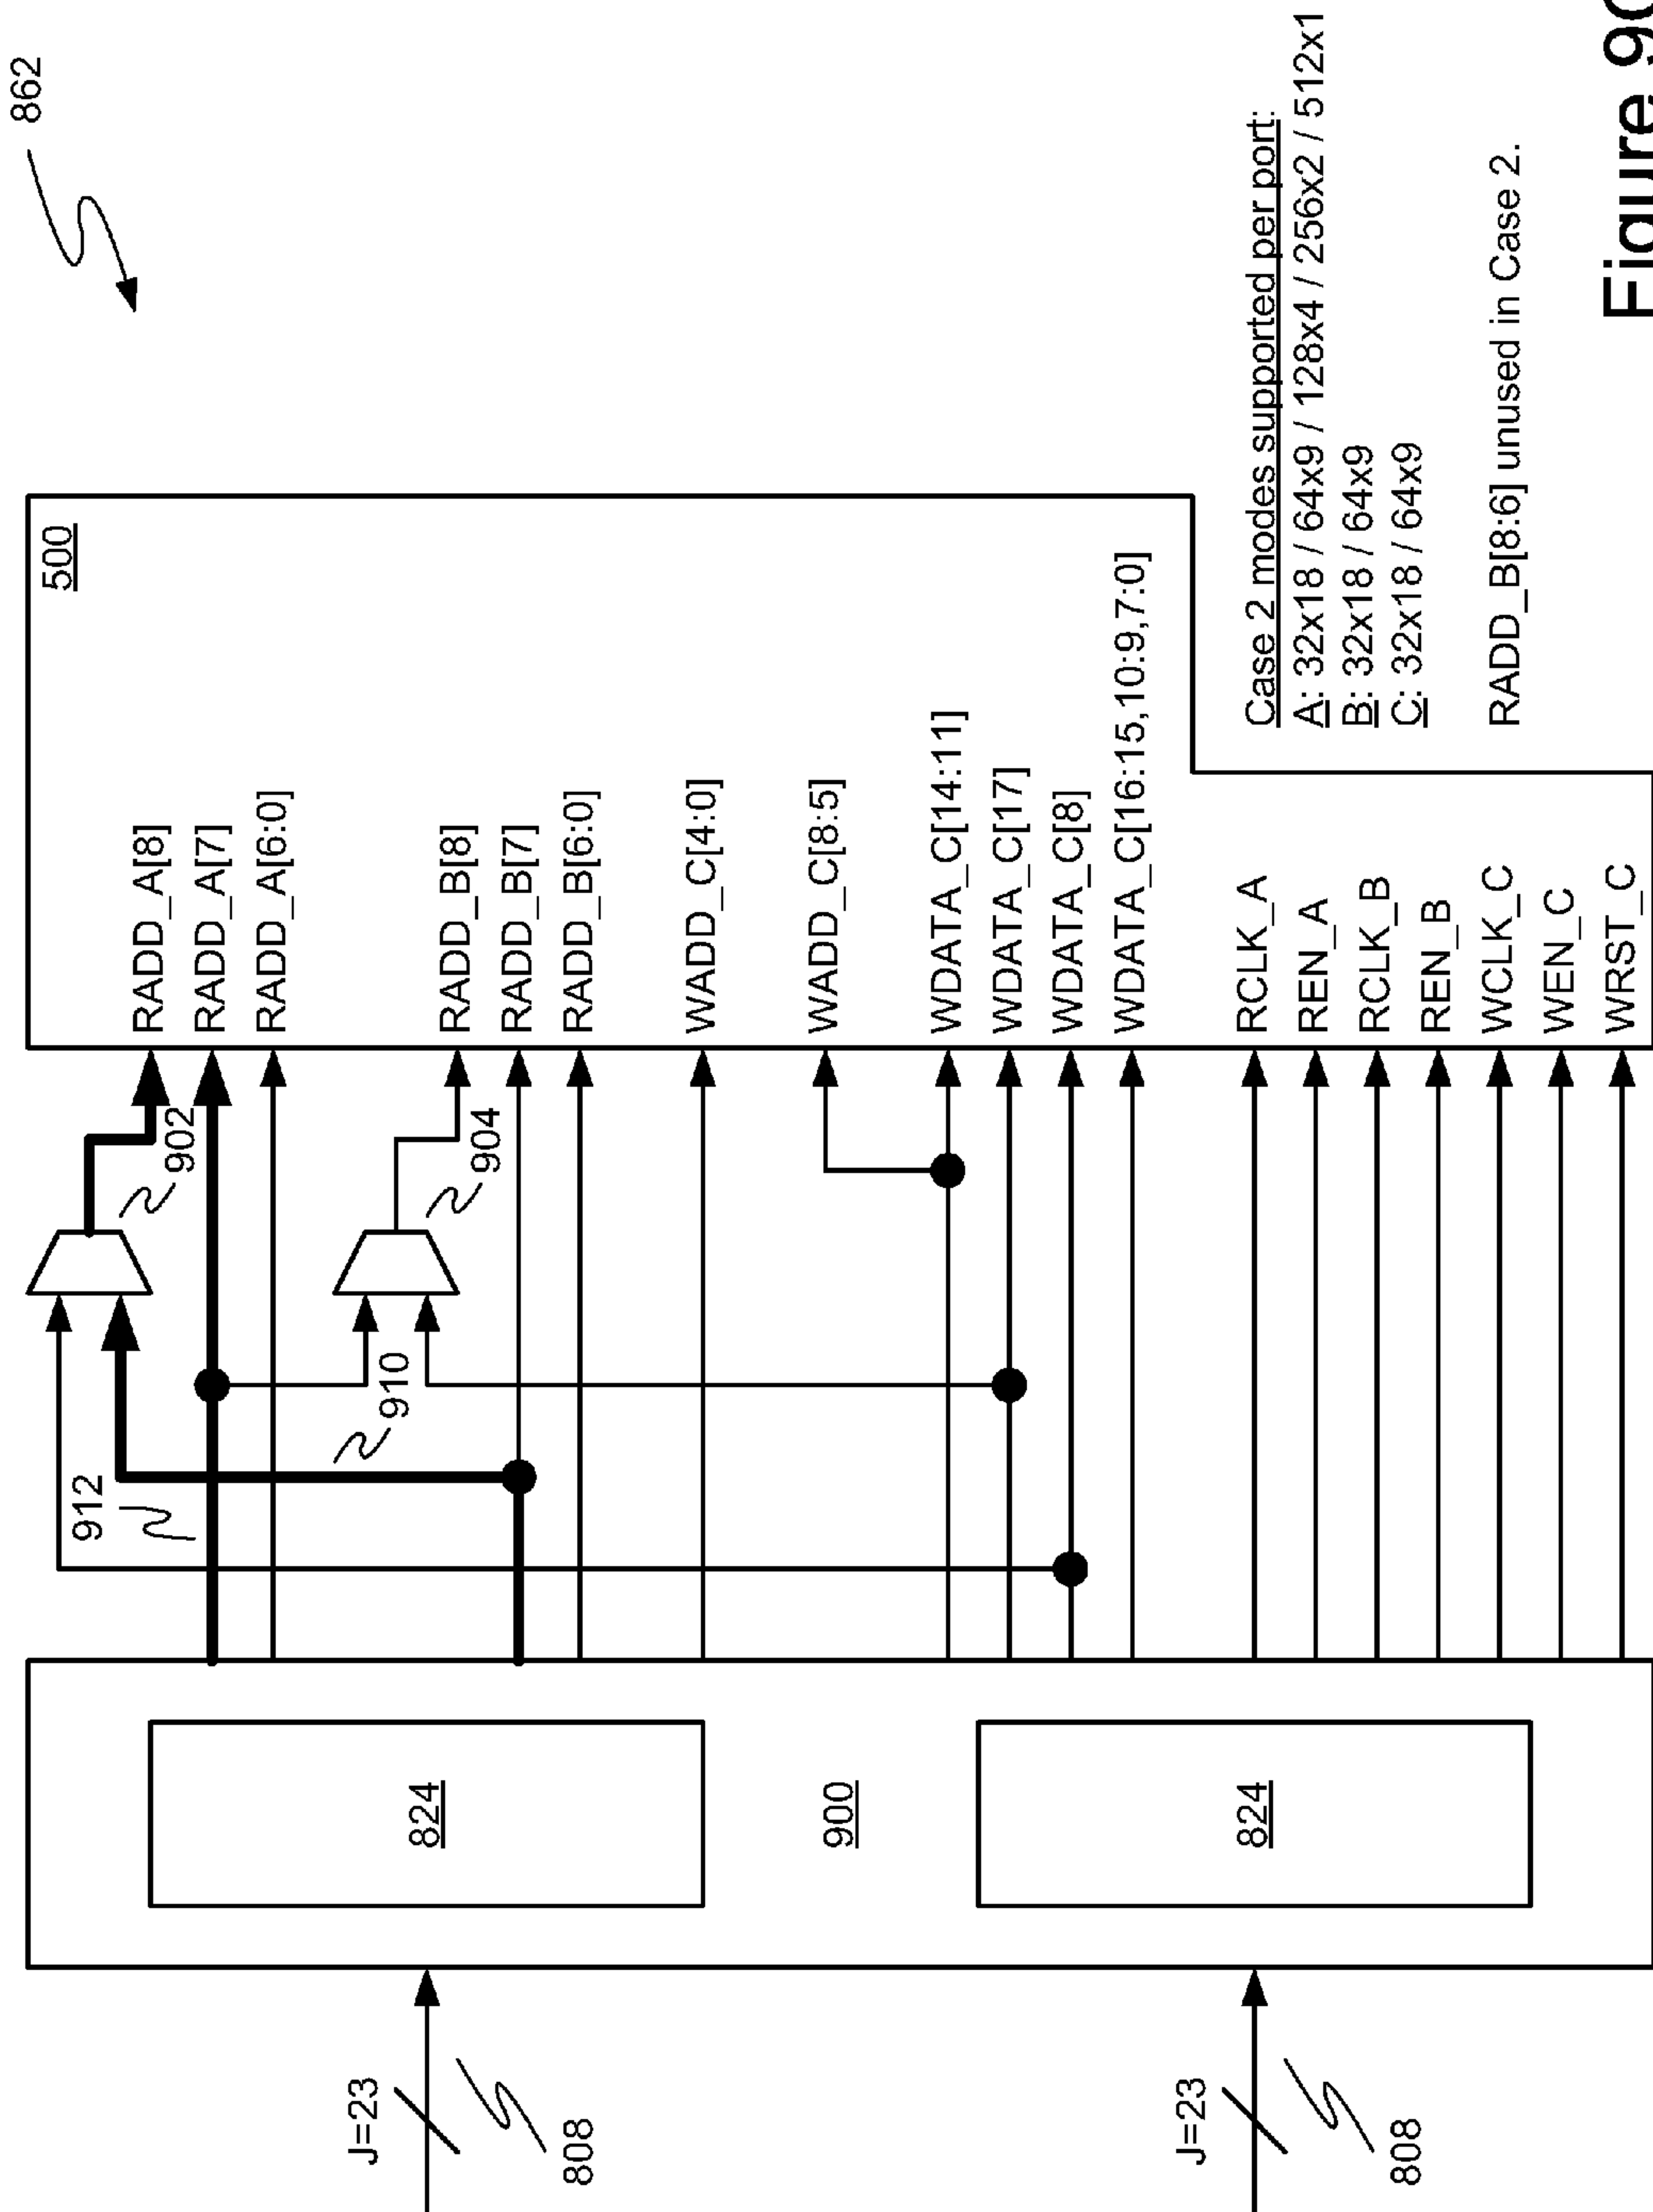 862
500
912
RADD_A[8]
902
RADD_A[7]
RADD_A[6:0]
J=23
910
824
RADD_B[8]
904
RADD_B[7]
808
RADD_B[6:0]
WADD_C[4:0]
900
WADD_C[8:5]
WDATA_C[14:11]
WDATA_C[17]
WDATA_C[8]
WDATA_C[16:15,10:9,7:0]
J=23
824
RCLK_A
REN_A
RCLK_B
808
REN_B
WCLK_C
WEN_C
WRST_C
Case 2 modes supported per port:
A: 32x18 / 64x9 / 128x4 / 256x2 / 512x1
B: 32x18 / 64x9
C: 32x18 / 64x9
RADD_B[8:6] unused in Case 2.
Figure